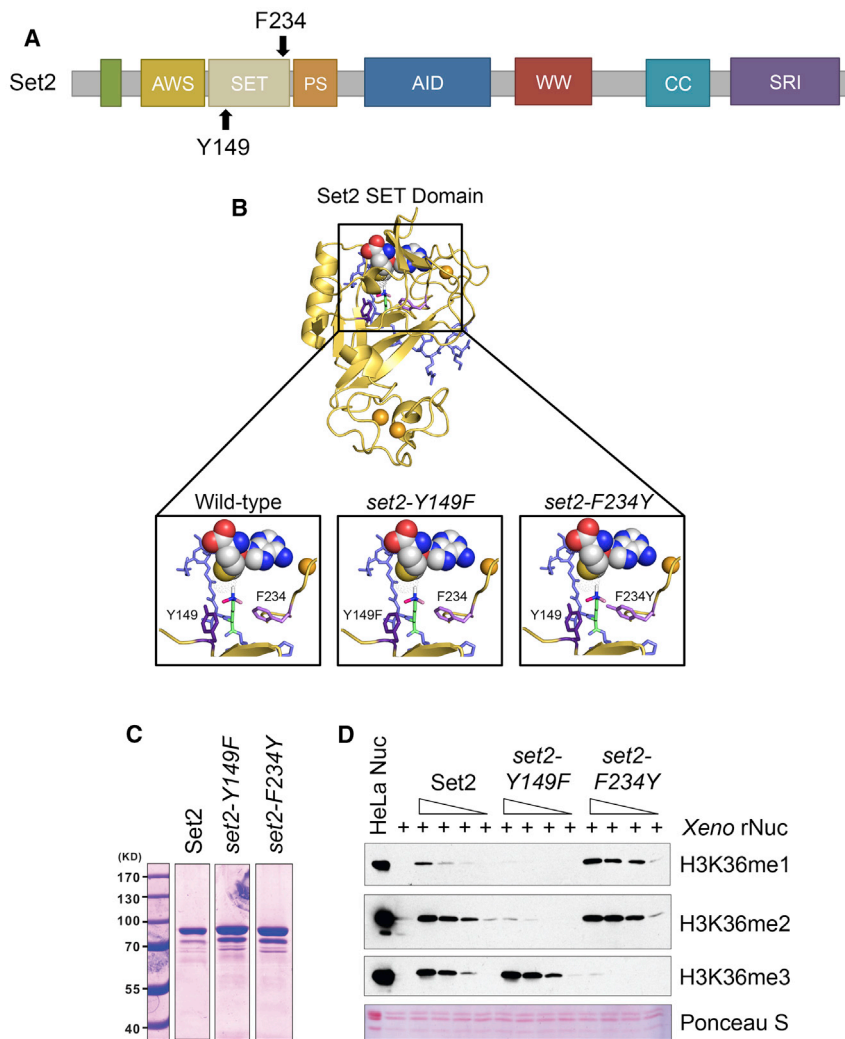 A
F234
Set2
AWS
SET
PS
AID
WW
CC
SRI
Y149
B
Set2 SET Domain
Wild-type
set2-Y149F
set2-F234Y
Y149
F234
Y149F
F234
Y149
F234Y
C
Set2
set2-Y149F
set2-F234Y
(KD)
170
130
100
70
55
40
D
HeLa Nuc
Set2
set2-
Y149F
set2-
F234Y
+ + + + + + + + + + + + + Xeno rNuc
H3K36me1
H3K36me2
H3K36me3
Ponceau S